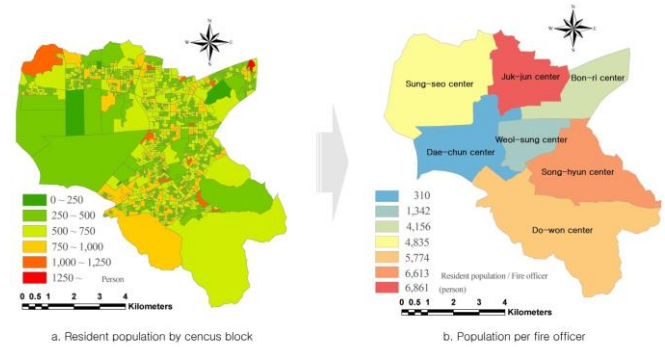 N
W
E
S
0 ~ 250
250 ~ 500
500 ~ 750
750 ~ 1,000
1,000 ~ 1,250
1250 ~ Person
0 0.5 1 2 3 4
Kilometers
a. Resident population by cencus block
N
W
E
S
Sung-seo center
Juk-jun center
Bon-ri center
Dae-chun center
Weol-sung center
Song-hyun center
Do-won center
310
1,342
4,156
4,835
5,774
6,613
6,861
Resident population / Fire officer
(person)
0 0.5 1 2 3 4
Kilometers
b. Population per fire officer